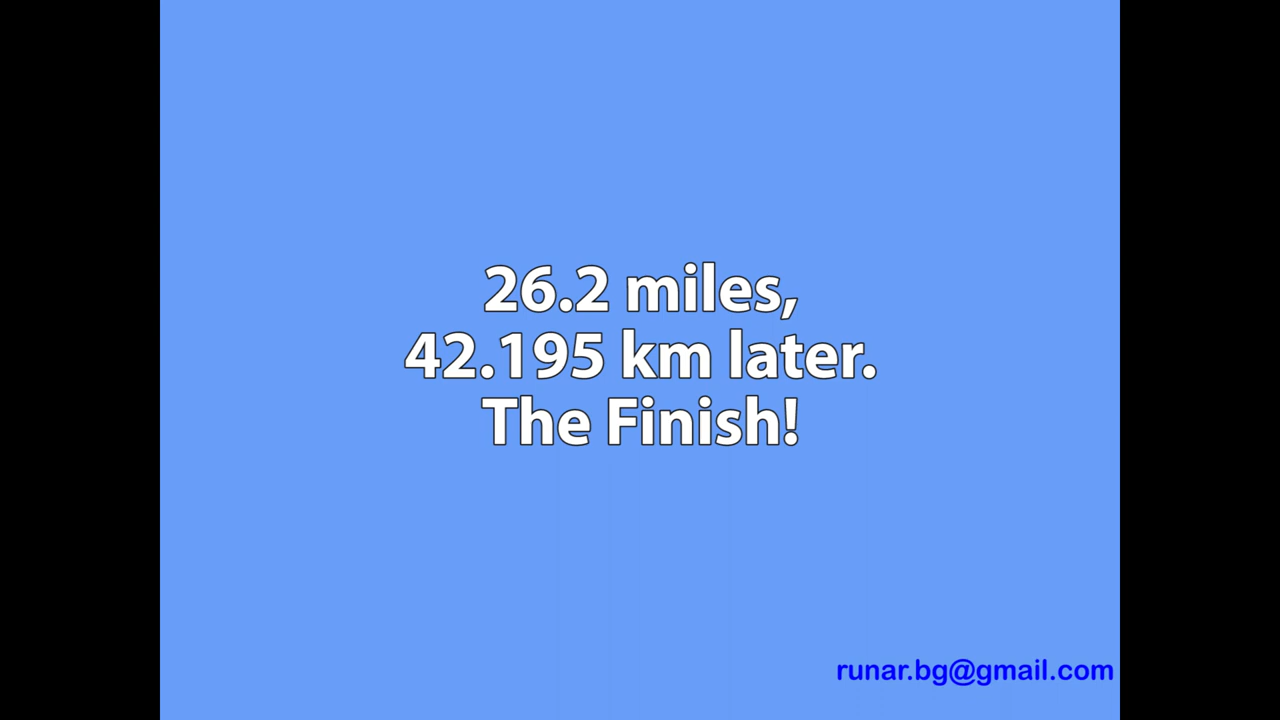 26.2 miles,
42.195 km later.
The Finish!
runar.bg@gmail.com